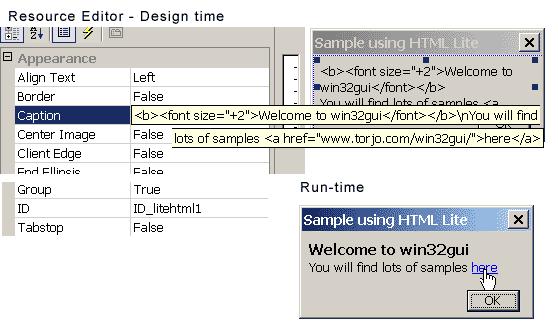 Resource Editor - Design time
Appearance
Align Text Left
Border False
Caption <b><font size="+2">Welcome to win32gui</font></b>\nYou will find
lots of samples <a href="www.torjo.com/win32gui/">here</a>
Center Image False
Client Edge False
End Ellipsis False
Group True
ID ID_litehtml1
Tabstop False
Sample using HTML Lite
<b><font size="+2">Welcome to
win32gui</font></b>
You will find lots of samples <a
Run-time
Sample using HTML Lite
Welcome to win32gui
You will find lots of samples here
OK